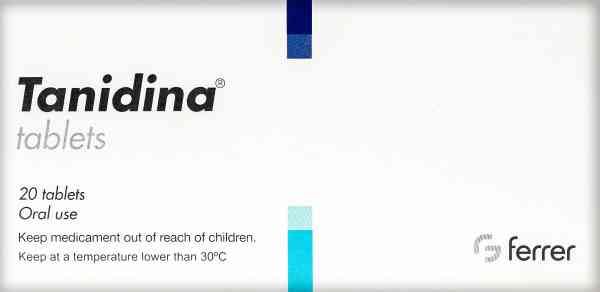 Tanidina®
tablets
20 tablets
Oral use
Keep medicament out of reach of children.
Keep at a temperature lower than 30ºC
ferrer